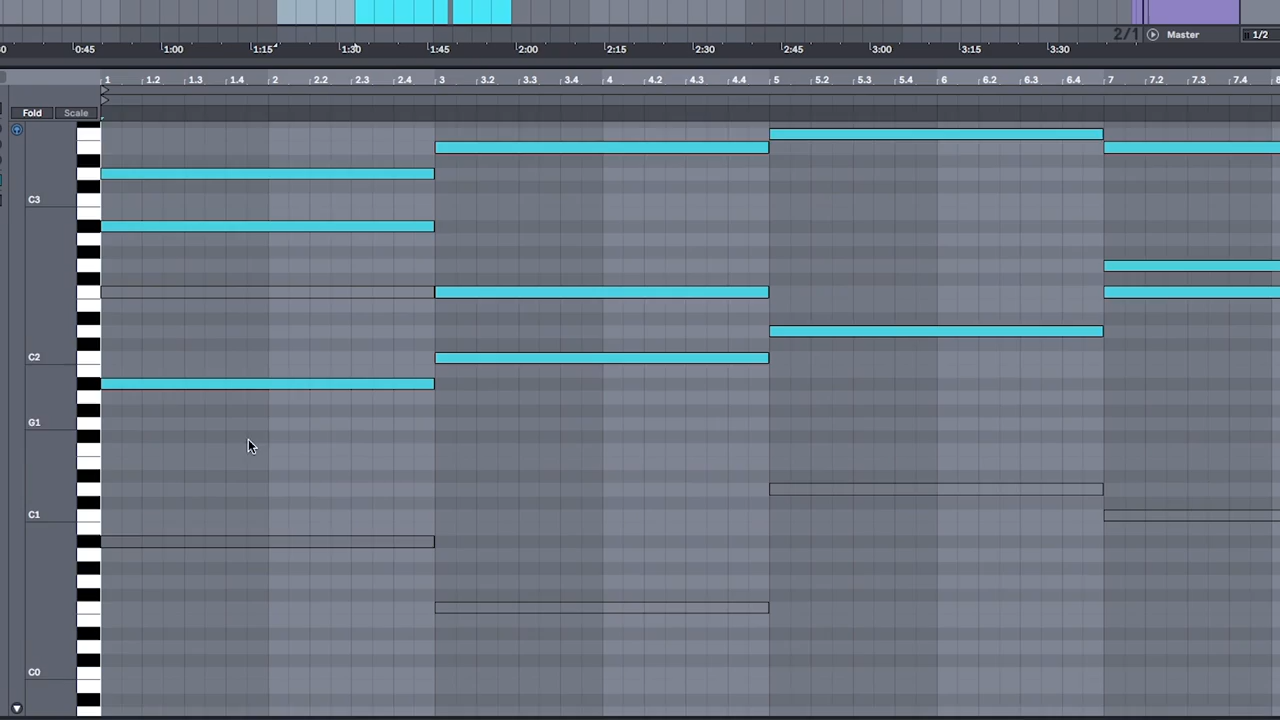 2/1 Master 1/2
0:45 1:00 1:15 1:30 1:45 2:00 2:15 2:30 2:45 3:00 3:15 3:30
1 1.2 1.3 1.4 2 2.2 2.3 2.4 3 3.2 3.3 3.4 4 4.2 4.3 4.4 5 5.2 5.3 5.4 6 6.2 6.3 6.4 7 7.2 7.3 7.4
Fold Scale
C3
C2
G1
C1
C0